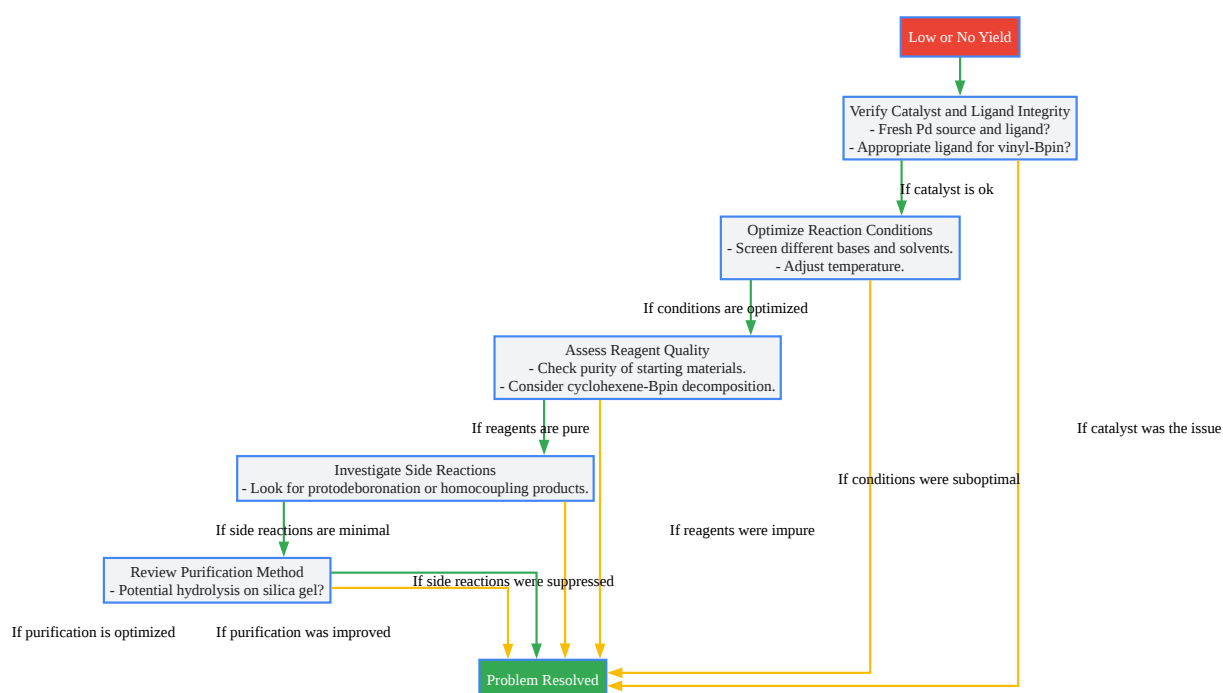 Low or No Yield
Verify Catalyst and Ligand Integrity
- Fresh Pd source and ligand?
- Appropriate ligand for vinyl-Bpin?
If catalyst is ok
Optimize Reaction Conditions
- Screen different bases and solvents.
- Adjust temperature.
If conditions are optimized
Assess Reagent Quality
- Check purity of starting materials.
- Consider cyclohexene-Bpin decomposition.
If reagents are pure
If catalyst was the issue
Investigate Side Reactions
- Look for protodeboronation or homocoupling products.
If conditions were suboptimal
If side reactions are minimal
If reagents were impure
Review Purification Method
- Potential hydrolysis on silica gel?
If side reactions were suppressed
If purification is optimized
If purification was improved
Problem Resolved